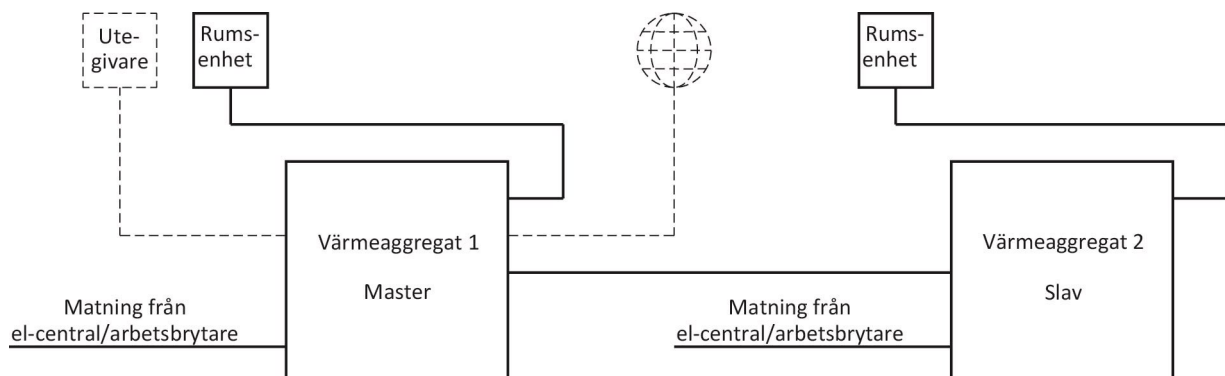 Ute-
givare
Rums-
enhet
Rums-
enhet
Värmeaggregat 1
Master
Matning från
el-central/arbetsbrytare
Värmeaggregat 2
Slav
Matning från
el-central/arbetsbrytare